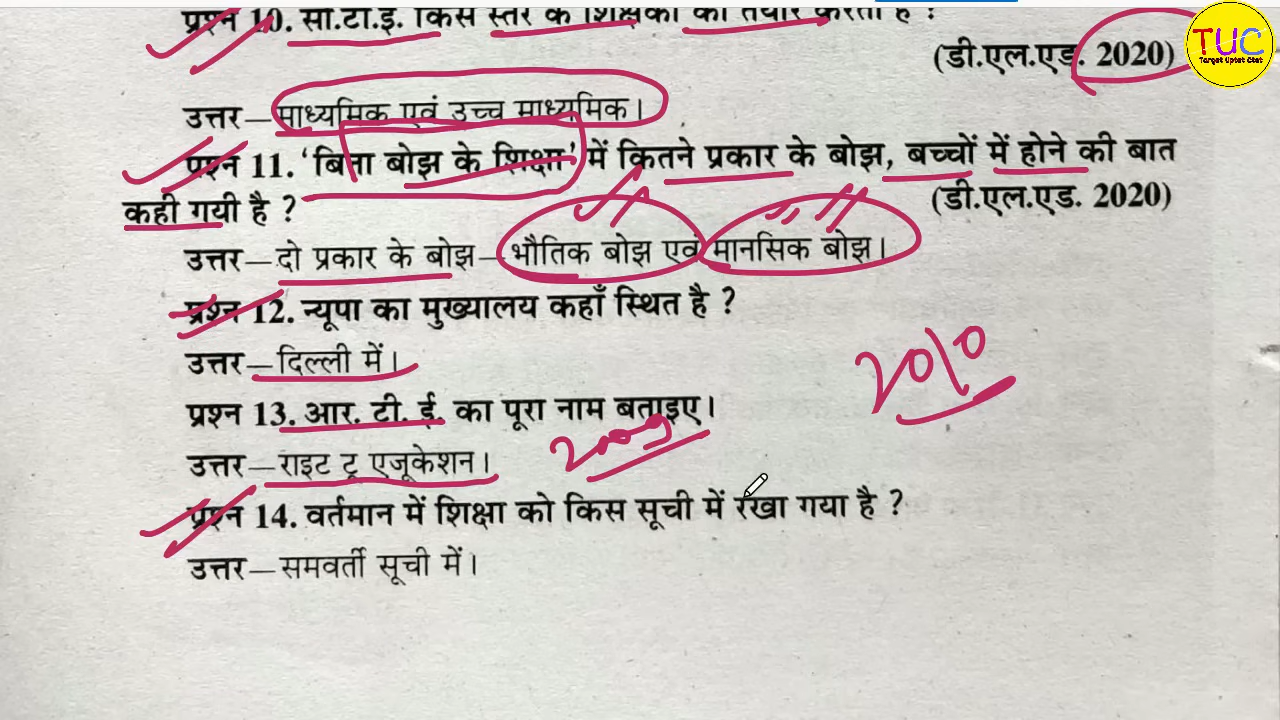 प्रश्न 10. सी.टी.ई. किस स्तर के शिक्षकों को तैयार करती है ?
(डी.एल.एड. 2020)
TUC
Target Uptet Ctet
उत्तर—माध्यमिक एवं उच्च माध्यमिक।
प्रश्न 11. 'बिना बोझ के शिक्षा' में कितने प्रकार के बोझ, बच्चों में होने की बात
कही गयी है ?
(डी.एल.एड. 2020)
उत्तर—दो प्रकार के बोझ—भौतिक बोझ एवं मानसिक बोझ।
प्रश्न 12. न्यूपा का मुख्यालय कहाँ स्थित है ?
उत्तर—दिल्ली में।
2010
प्रश्न 13. आर. टी. ई. का पूरा नाम बताइए।
2009
उत्तर—राइट टू एजूकेशन।
प्रश्न 14. वर्तमान में शिक्षा को किस सूची में रखा गया है ?
उत्तर—समवर्ती सूची में।